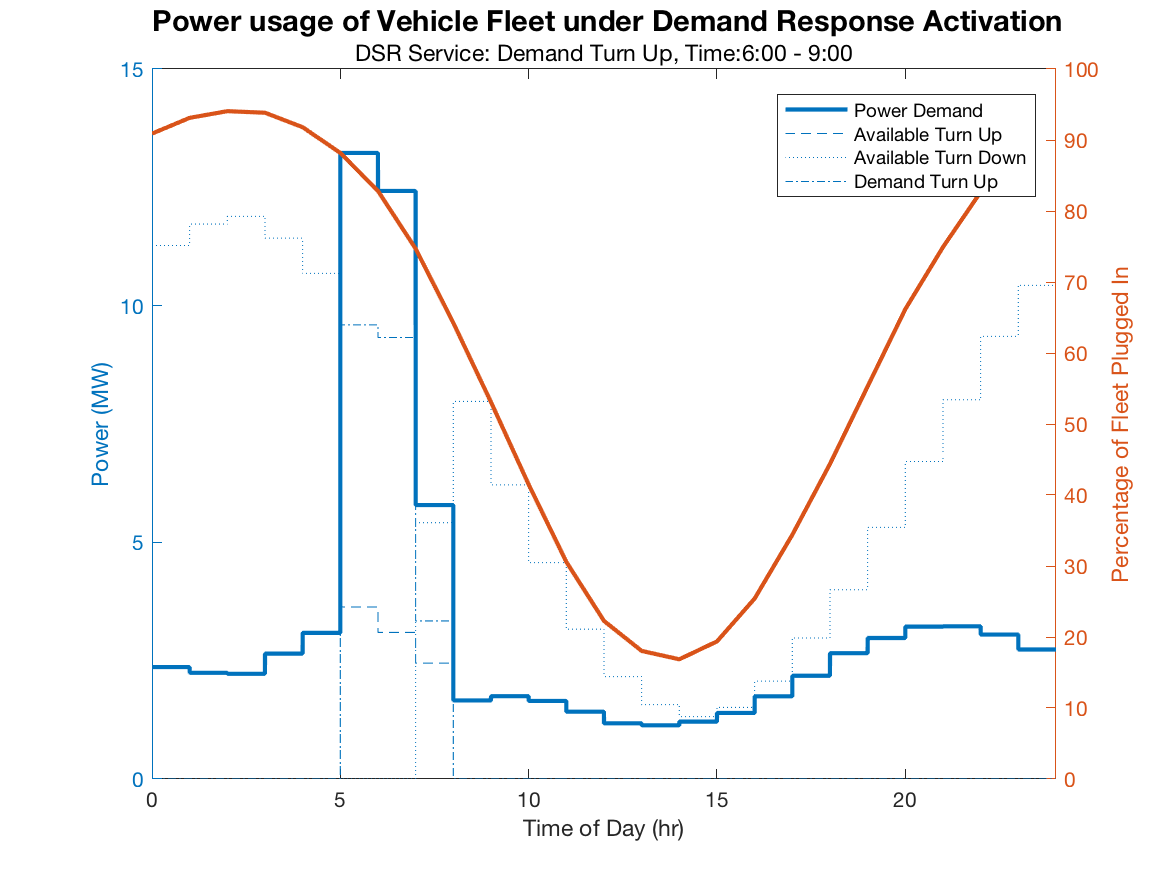 Power usage of Vehicle Fleet under Demand Response Activation
DSR Service: Demand Turn Up, Time:6:00 - 9:00
15
10
5
0
Power (MW)
100
90
80
70
60
50
40
30
20
10
0
Percentage of Fleet Plugged In
Power Demand
Available Turn Up
Available Turn Down
Demand Turn Up
0 5 10 15 20
Time of Day (hr)